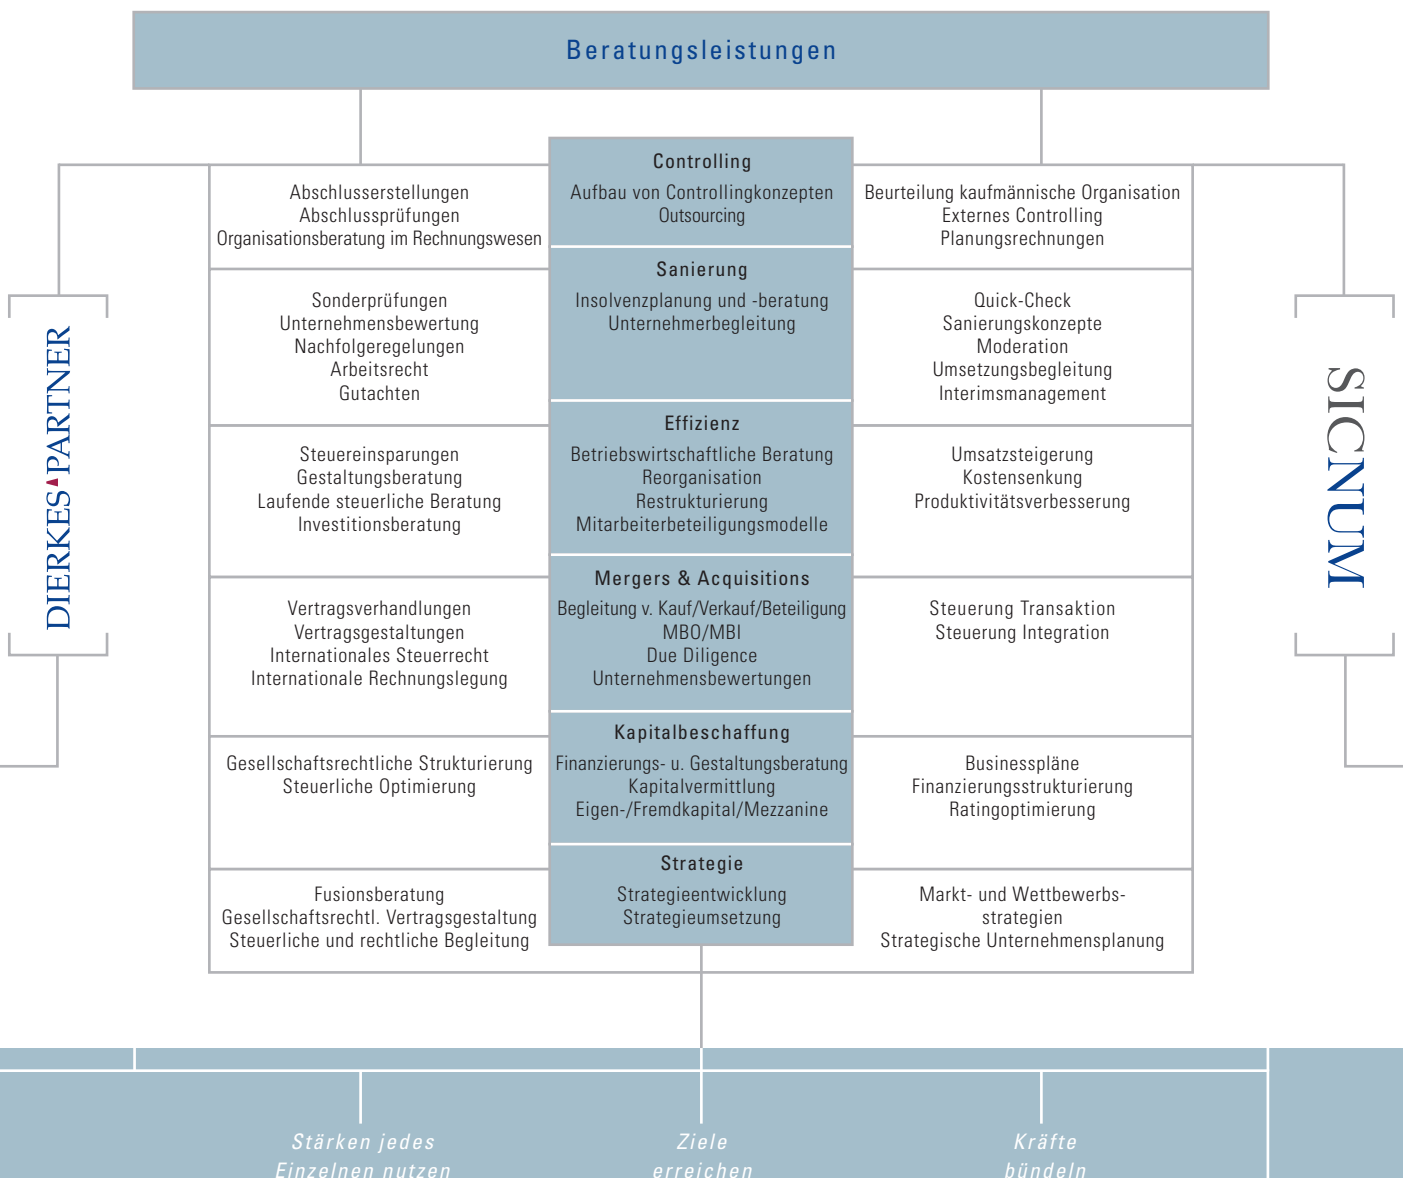 Beratungsleistungen
DIERKES PARTNER
Abschlusserstellungen
Abschlussprüfungen
Organisationsberatung im Rechnungswesen
Controlling
Aufbau von Controllingkonzepten
Outsourcing
Beurteilung kaufmännische Organisation
Externes Controlling
Planungsrechnungen
Sonderprüfungen
Unternehmensbewertung
Nachfolgeregelungen
Arbeitsrecht
Gutachten
Sanierung
Insolvenzplanung und -beratung
Unternehmerbegleitung
Quick-Check
Sanierungskonzepte
Moderation
Umsetzungsbegleitung
Interimsmanagement
Steuereinsparungen
Gestaltungsberatung
Laufende steuerliche Beratung
Investitionsberatung
Effizienz
Betriebswirtschaftliche Beratung
Reorganisation
Restrukturierung
Mitarbeiterbeteiligungsmodelle
Umsatzsteigerung
Kostensenkung
Produktivitätsverbesserung
Vertragsverhandlungen
Vertragsgestaltungen
Internationales Steuerrecht
Internationale Rechnungslegung
Mergers & Acquisitions
Begleitung v. Kauf/Verkauf/Beteiligung
MBO/MBI
Due Diligence
Unternehmensbewertungen
Steuerung Transaktion
Steuerung Integration
Gesellschaftsrechtliche Strukturierung
Steuerliche Optimierung
Kapitalbeschaffung
Finanzierungs- u. Gestaltungsberatung
Kapitalvermittlung
Eigen-/Fremdkapital/Mezzanine
Businesspläne
Finanzierungsstrukturierung
Ratingoptimierung
Fusionsberatung
Gesellschaftsrechtl. Vertragsgestaltung
Steuerliche und rechtliche Begleitung
Strategie
Strategieentwicklung
Strategieumsetzung
Markt- und Wettbewerbs-
strategien
Strategische Unternehmensplanung
SICNUM
Stärken jedes
Einzelnen nutzen
Ziele
erreichen
Kräfte
bündeln